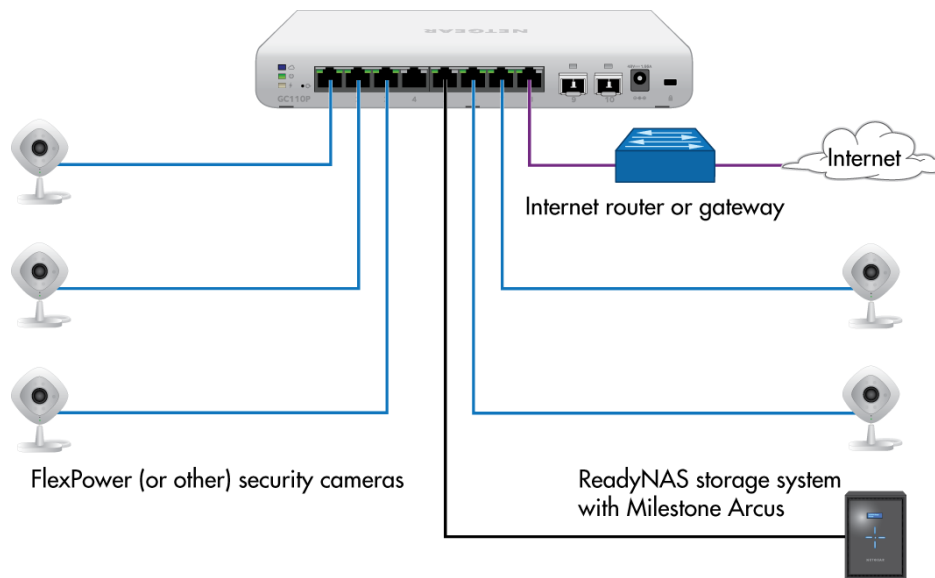 NETGEAR
GC110P
4
8
9
10
Internet
Internet router or gateway
FlexPower (or other) security cameras
ReadyNAS storage system
with Milestone Arcus